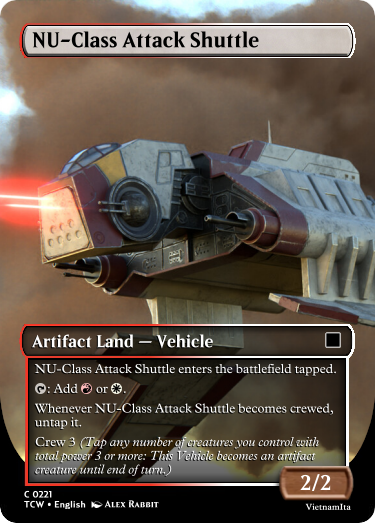 NU-Class Attack Shuttle
Artifact Land — Vehicle
NU-Class Attack Shuttle enters the battlefield tapped.
: Add or .
Whenever NU-Class Attack Shuttle becomes crewed,
untap it.
Crew 3 (Tap any number of creatures you control with
total power 3 or more: This Vehicle becomes an artifact
creature until end of turn.)
2/2
C 0221
TCW • English ALEX RABBIT
VietnamIta